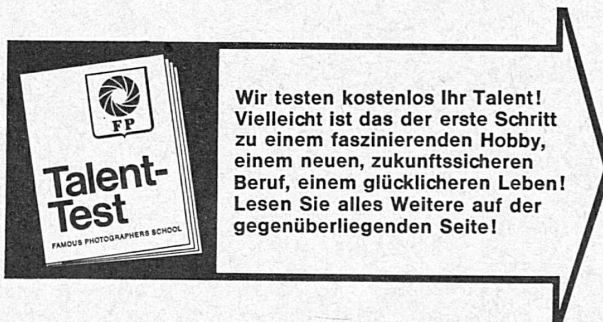 FP
Talent-
Test
FAMOUS PHOTOGRAPHERS SCHOOL
Wir testen kostenlos Ihr Talent!
Vielleicht ist das der erste Schritt
zu einem faszinierenden Hobby,
einem neuen, zukunftssicheren
Beruf, einem glücklicheren Leben!
Lesen Sie alles Weitere auf der
gegenüberliegenden Seite!